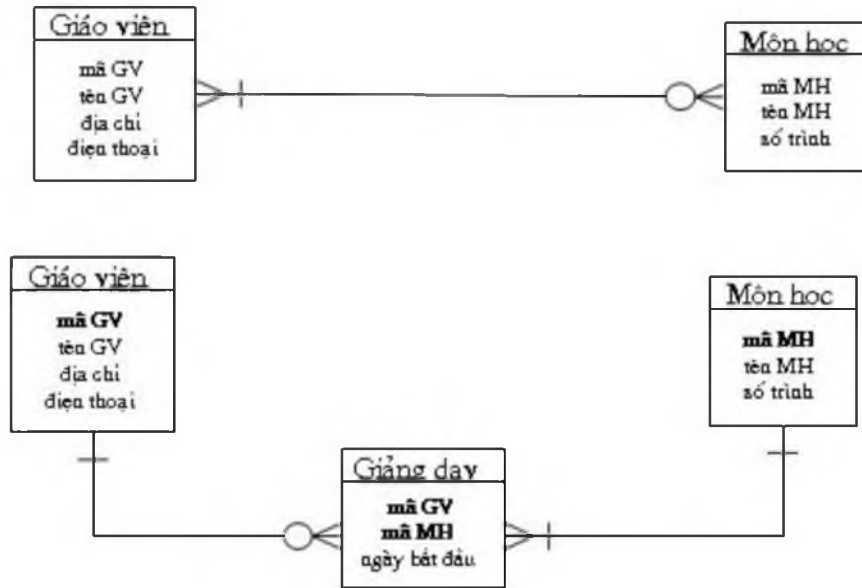 Giáo viên
mã GV
tên GV
địa chỉ
điện thoại
Môn học
mã MH
tên MH
số trình
Giáo viên
mã GV
tên GV
địa chỉ
điện thoại
Môn học
mã MH
tên MH
số trình
Giảng dạy
mã GV
mã MH
ngày bắt đầu